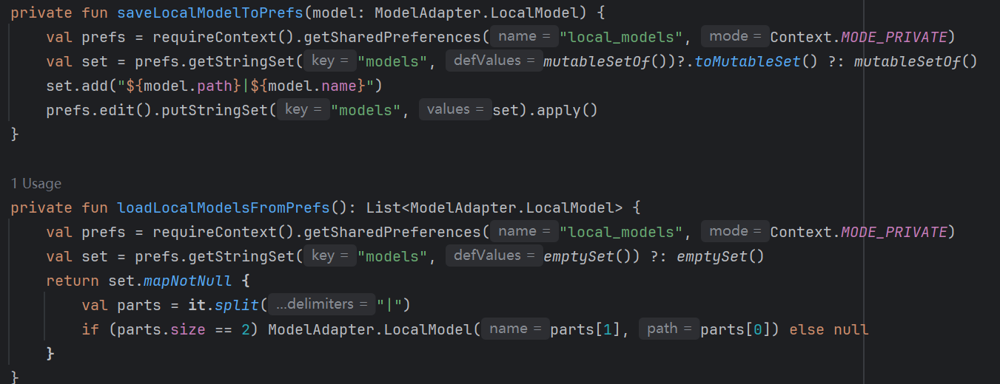 private fun saveLocalModelToPrefs(model: ModelAdapter.LocalModel) {
    val prefs = requireContext().getSharedPreferences( name = "local_models", mode = Context.MODE_PRIVATE)
    val set = prefs.getStringSet( key = "models", defValues = mutableSetOf())?.toMutableSet() ?: mutableSetOf()
    set.add("${model.path}|${model.name}")
    prefs.edit().putStringSet( key = "models", values = set).apply()
}
1 Usage
private fun loadLocalModelsFromPrefs(): List<ModelAdapter.LocalModel> {
    val prefs = requireContext().getSharedPreferences( name = "local_models", mode = Context.MODE_PRIVATE)
    val set = prefs.getStringSet( key = "models", defValues = emptySet()) ?: emptySet()
    return set.mapNotNull {
        val parts = it.split( ...delimiters = "|")
        if (parts.size == 2) ModelAdapter.LocalModel( name = parts[1], path = parts[0]) else null
    }
}